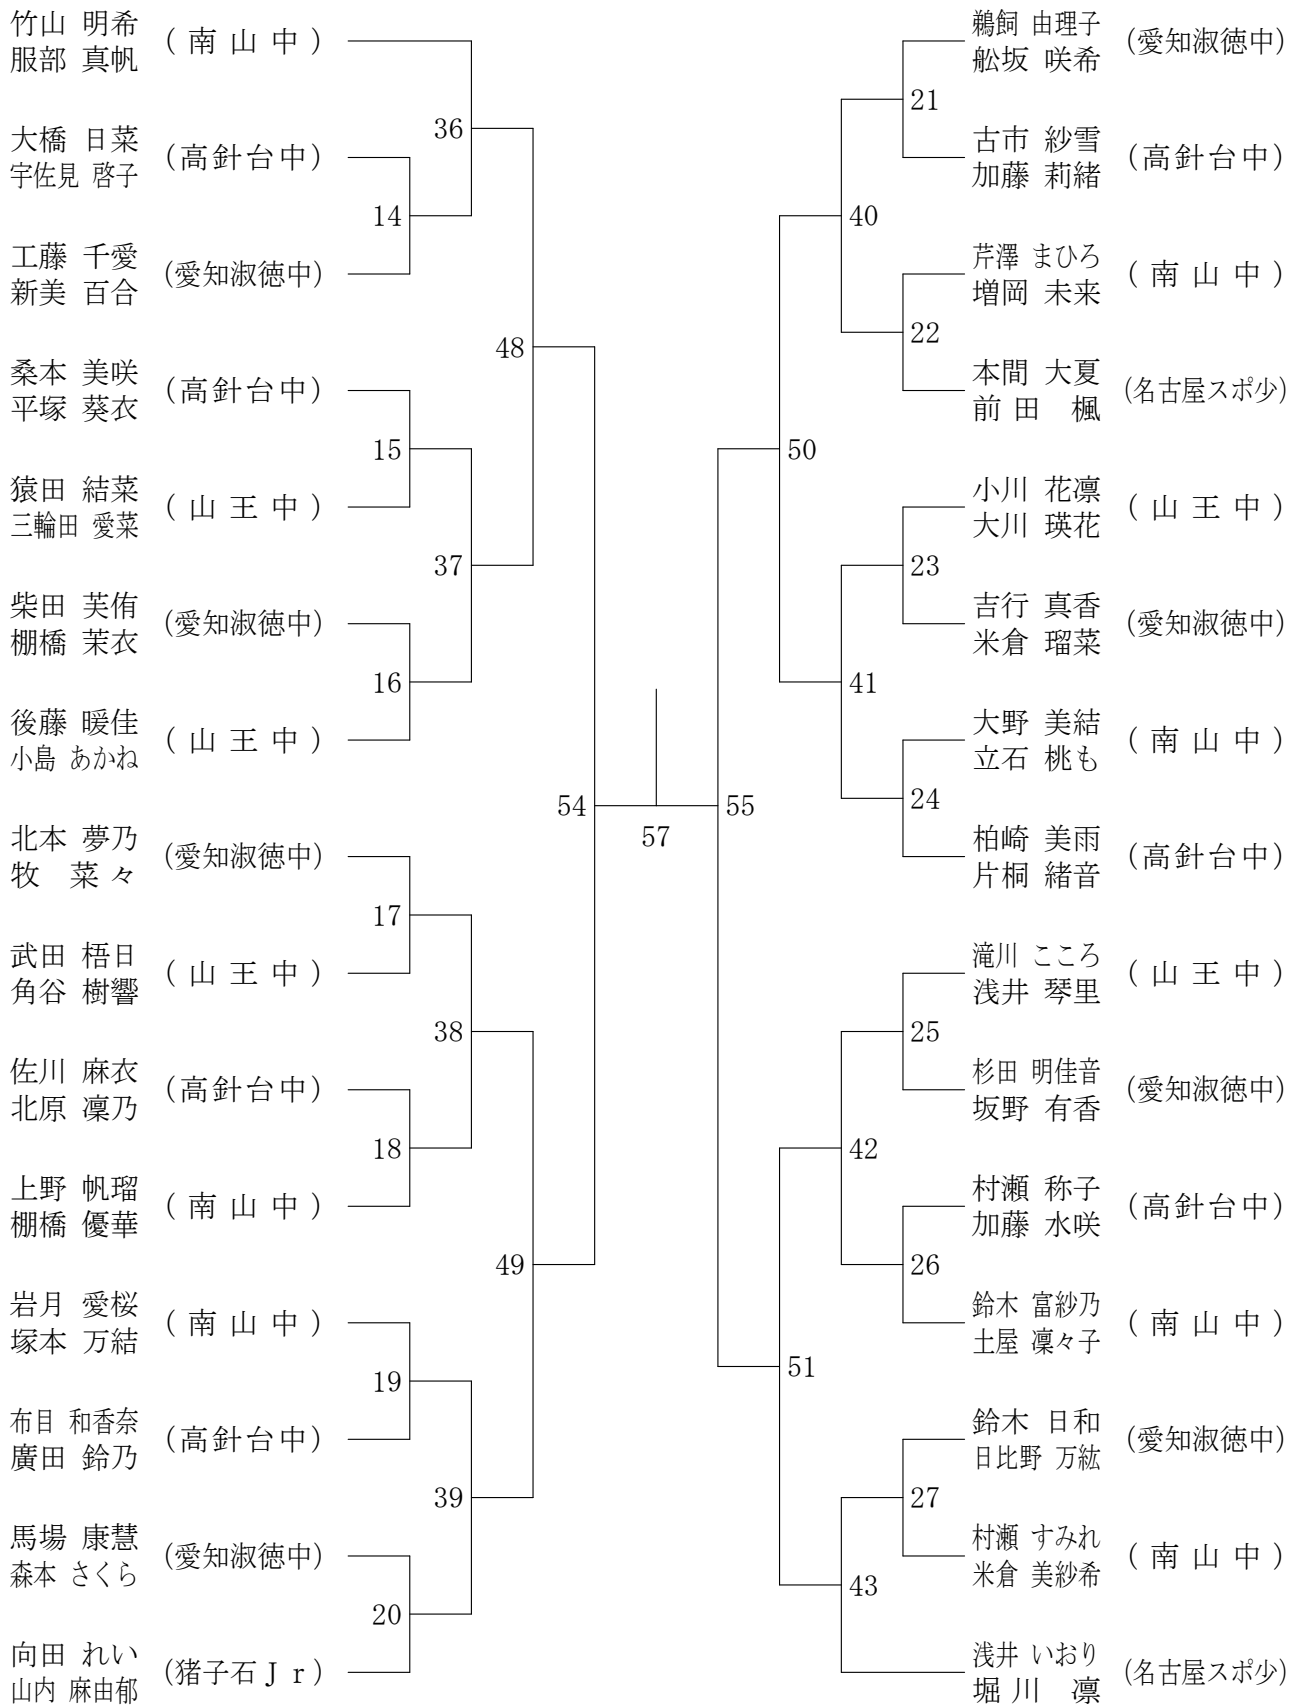 竹山 明希
服部 真帆
(南山中)
大橋 日菜
宇佐見 啓子
(高針台中)
工藤 千愛
新美 百合
(愛知淑徳中)
桑本 美咲
平塚 葵衣
(高針台中)
猿田 結菜
三輪田 愛菜
(山王中)
柴田 芙侑
棚橋 茉衣
(愛知淑徳中)
後藤 暖佳
小島 あかね
(山王中)
北本 夢乃
牧 菜々
(愛知淑徳中)
武田 梧日
角谷 樹響
(山王中)
佐川 麻衣
北原 凜乃
(高針台中)
上野 帆瑠
棚橋 優華
(南山中)
岩月 愛桜
塚本 万結
(南山中)
布目 和香奈
廣田 鈴乃
(高針台中)
馬場 康慧
森本 さくら
(愛知淑徳中)
向田 れい
山内 麻由郁
(猪子石Jr)
14
15
16
17
18
19
20
36
37
38
39
48
49
54
57
55
50
51
40
41
42
43
21
22
23
24
25
26
27
鵜飼 由理子
舩坂 咲希
(愛知淑徳中)
古市 紗雪
加藤 莉緒
(高針台中)
芹澤 まひろ
増岡 未来
(南山中)
本間 大夏
前田 楓
(名古屋スポ少)
小川 花凛
大川 瑛花
(山王中)
吉行 真香
米倉 瑠菜
(愛知淑徳中)
大野 美結
立石 桃も
(南山中)
柏崎 美雨
片桐 緒音
(高針台中)
滝川 こころ
浅井 琴里
(山王中)
杉田 明佳音
坂野 有香
(愛知淑徳中)
村瀬 称子
加藤 水咲
(高針台中)
鈴木 富紗乃
土屋 凜々子
(南山中)
鈴木 日和
日比野 万紘
(愛知淑徳中)
村瀬 すみれ
米倉 美紗希
(南山中)
浅井 いおり
堀川 凛
(名古屋スポ少)